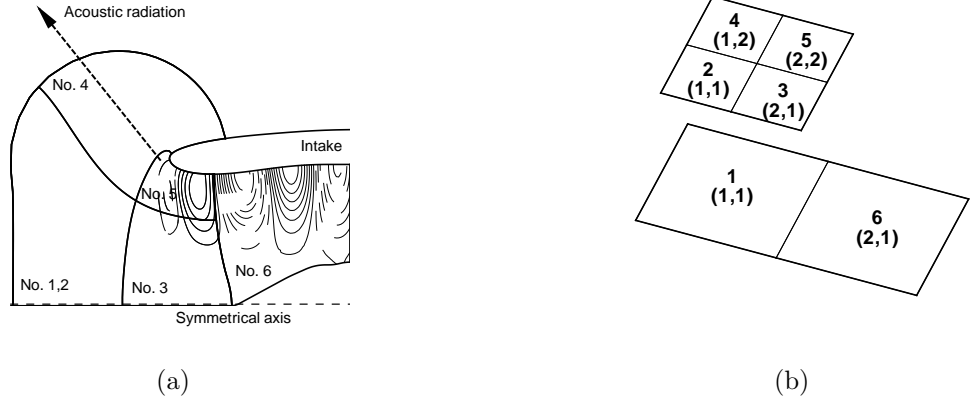 Acoustic radiation
No. 4
Intake
No. 5
No. 1,2
No. 3
No. 6
Symmetrical axis
(a)
4
(1,2)
5
(2,2)
2
(1,1)
3
(2,1)
1
(1,1)
6
(2,1)
(b)